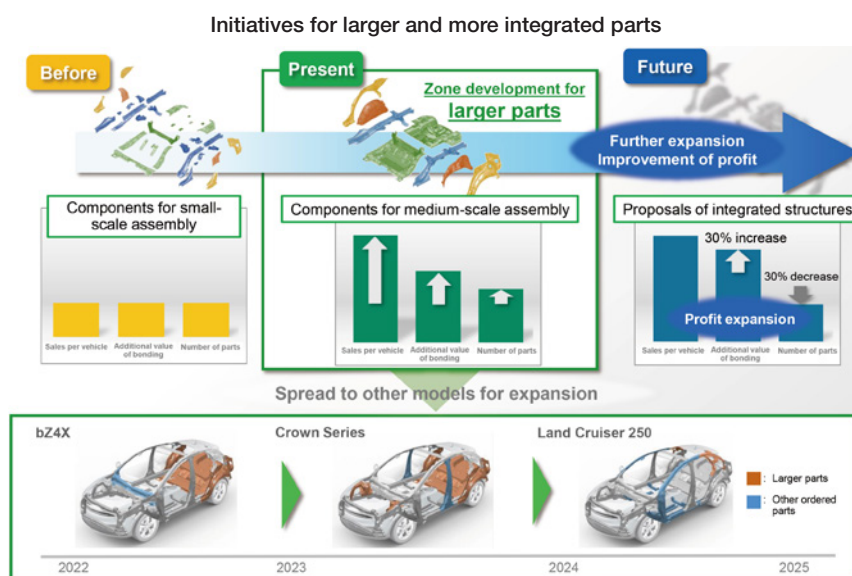 Initiatives for larger and more integrated parts
Before
Present
Future
Zone development for
larger parts
Further expansion
Improvement of profit
Components for small-
scale assembly
Components for medium-scale assembly
Proposals of integrated structures
30% increase
30% decrease
Profit expansion
Sales per vehicle
Additional value
of bonding
Number of parts
Sales per vehicle
Additional value
of bonding
Number of parts
Sales per vehicle
Additional value
of bonding
Number of parts
Spread to other models for expansion
bZ4X
Crown Series
Land Cruiser 250
: Larger parts
: Other ordered
parts
2022
2023
2024
2025